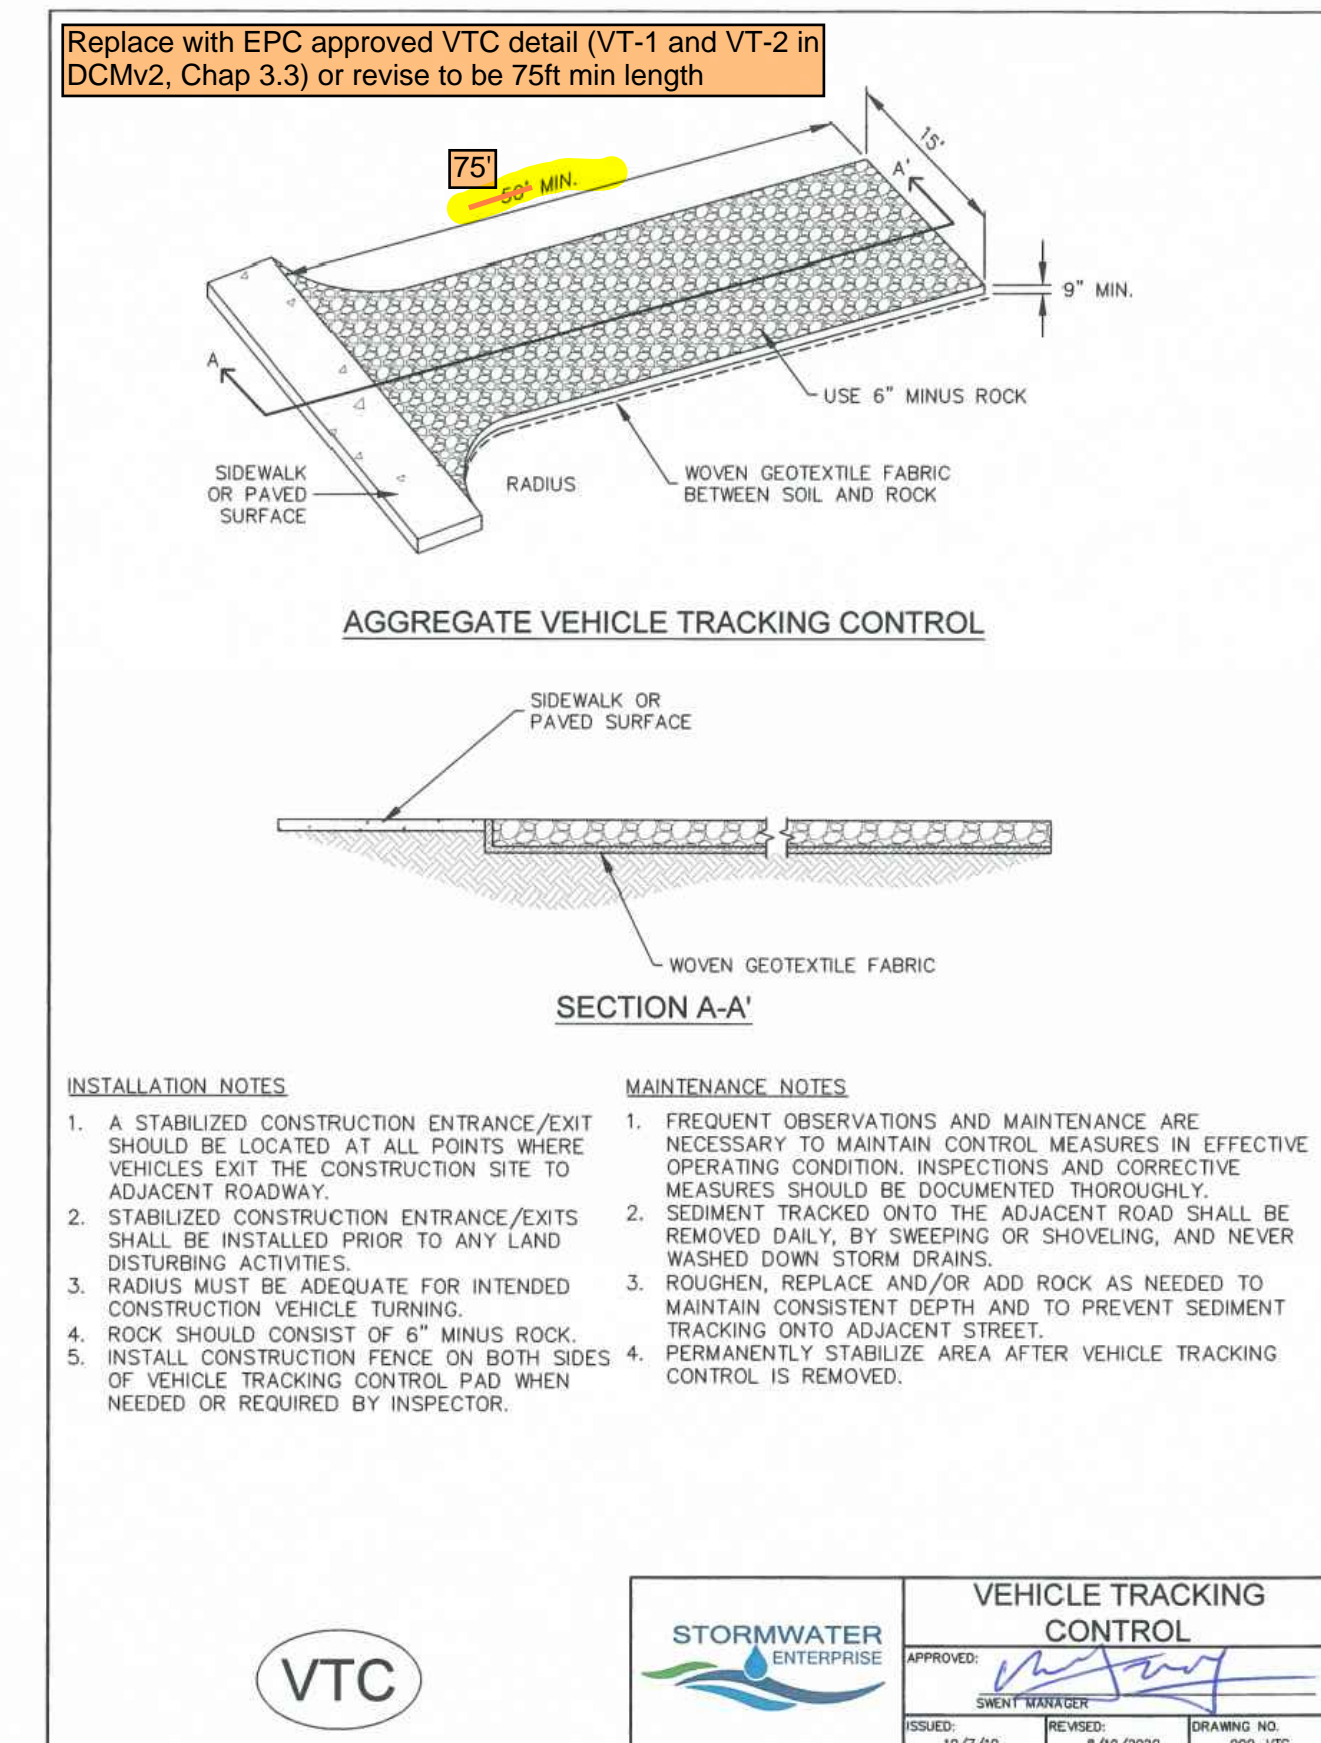 Replace with EPC approved VTC detail (VT-1 and VT-2 in
DCMv2, Chap 3.3) or revise to be 75ft min length
75'
50' MIN.
15'
A'
9" MIN.
A
USE 6" MINUS ROCK
SIDEWALK
OR PAVED
SURFACE
RADIUS
WOVEN GEOTEXTILE FABRIC
BETWEEN SOIL AND ROCK
AGGREGATE VEHICLE TRACKING CONTROL
SIDEWALK OR
PAVED SURFACE
WOVEN GEOTEXTILE FABRIC
SECTION A-A'
INSTALLATION NOTES
1. A STABILIZED CONSTRUCTION ENTRANCE/EXIT
SHOULD BE LOCATED AT ALL POINTS WHERE
VEHICLES EXIT THE CONSTRUCTION SITE TO
ADJACENT ROADWAY.
2. STABILIZED CONSTRUCTION ENTRANCE/EXITS
SHALL BE INSTALLED PRIOR TO ANY LAND
DISTURBING ACTIVITIES.
3. RADIUS MUST BE ADEQUATE FOR INTENDED
CONSTRUCTION VEHICLE TURNING.
4. ROCK SHOULD CONSIST OF 6" MINUS ROCK.
5. INSTALL CONSTRUCTION FENCE ON BOTH SIDES
OF VEHICLE TRACKING CONTROL PAD WHEN
NEEDED OR REQUIRED BY INSPECTOR.
MAINTENANCE NOTES
1. FREQUENT OBSERVATIONS AND MAINTENANCE ARE
NECESSARY TO MAINTAIN CONTROL MEASURES IN EFFECTIVE
OPERATING CONDITION. INSPECTIONS AND CORRECTIVE
MEASURES SHOULD BE DOCUMENTED THOROUGHLY.
2. SEDIMENT TRACKED ONTO THE ADJACENT ROAD SHALL BE
REMOVED DAILY, BY SWEEPING OR SHOVELING, AND NEVER
WASHED DOWN STORM DRAINS.
3. ROUGHEN, REPLACE AND/OR ADD ROCK AS NEEDED TO
MAINTAIN CONSISTENT DEPTH AND TO PREVENT SEDIMENT
TRACKING ONTO ADJACENT STREET.
4. PERMANENTLY STABILIZE AREA AFTER VEHICLE TRACKING
CONTROL IS REMOVED.
VTC
STORMWATER
ENTERPRISE
VEHICLE TRACKING
CONTROL
APPROVED:
SWENT MANAGER
ISSUED:
REVISED:
DRAWING NO.